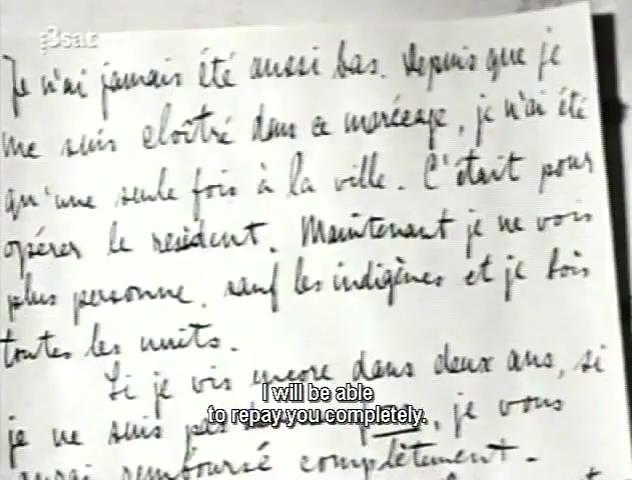 3sat
Je n'ai jamais été aussi bas. Depuis que je
me suis cloîtré dans ce marécage, je n'ai été
qu'une seule fois à la ville. C'était pour
opérer le résident. Maintenant je ne vois
plus personne, sauf les indigènes et je bois
toutes les nuits.
Si je vis encore dans deux ans, si
I will be able
je ne suis pas
to repay you completely.
, je vous
aurai remboursé complètement.